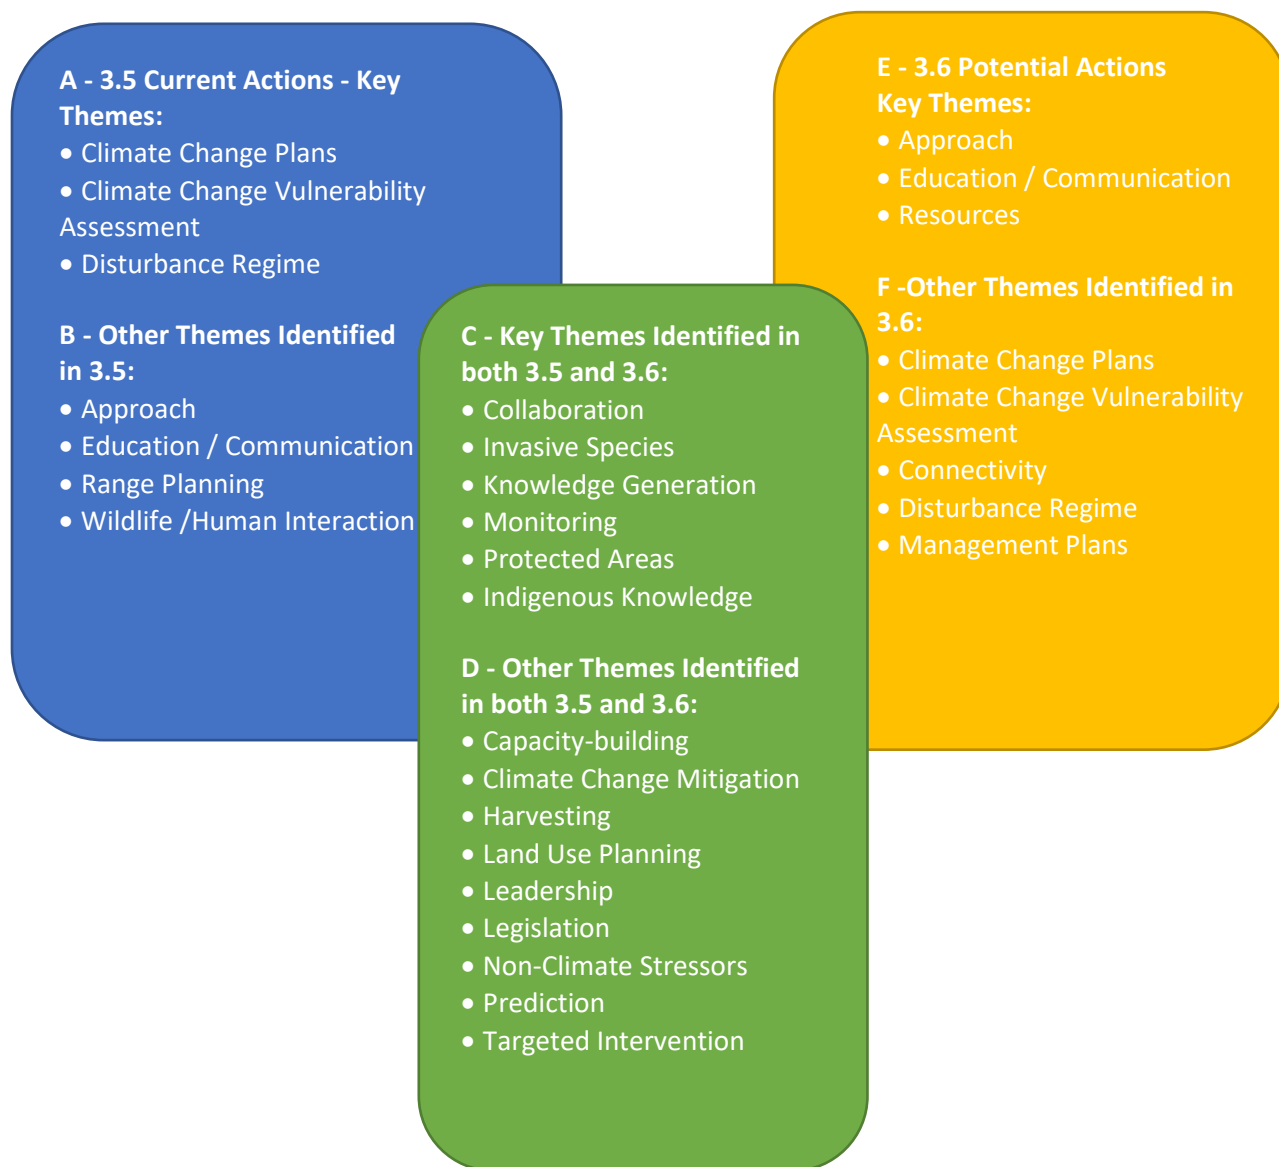 A - 3.5 Current Actions - Key
Themes:
• Climate Change Plans
• Climate Change Vulnerability
Assessment
• Disturbance Regime
B - Other Themes Identified
in 3.5:
• Approach
• Education / Communication
• Range Planning
• Wildlife /Human Interaction
C - Key Themes Identified in
both 3.5 and 3.6:
• Collaboration
• Invasive Species
• Knowledge Generation
• Monitoring
• Protected Areas
• Indigenous Knowledge
D - Other Themes Identified
in both 3.5 and 3.6:
• Capacity-building
• Climate Change Mitigation
• Harvesting
• Land Use Planning
• Leadership
• Legislation
• Non-Climate Stressors
• Prediction
• Targeted Intervention
E - 3.6 Potential Actions
Key Themes:
• Approach
• Education / Communication
• Resources
F -Other Themes Identified in
3.6:
• Climate Change Plans
• Climate Change Vulnerability
Assessment
• Connectivity
• Disturbance Regime
• Management Plans